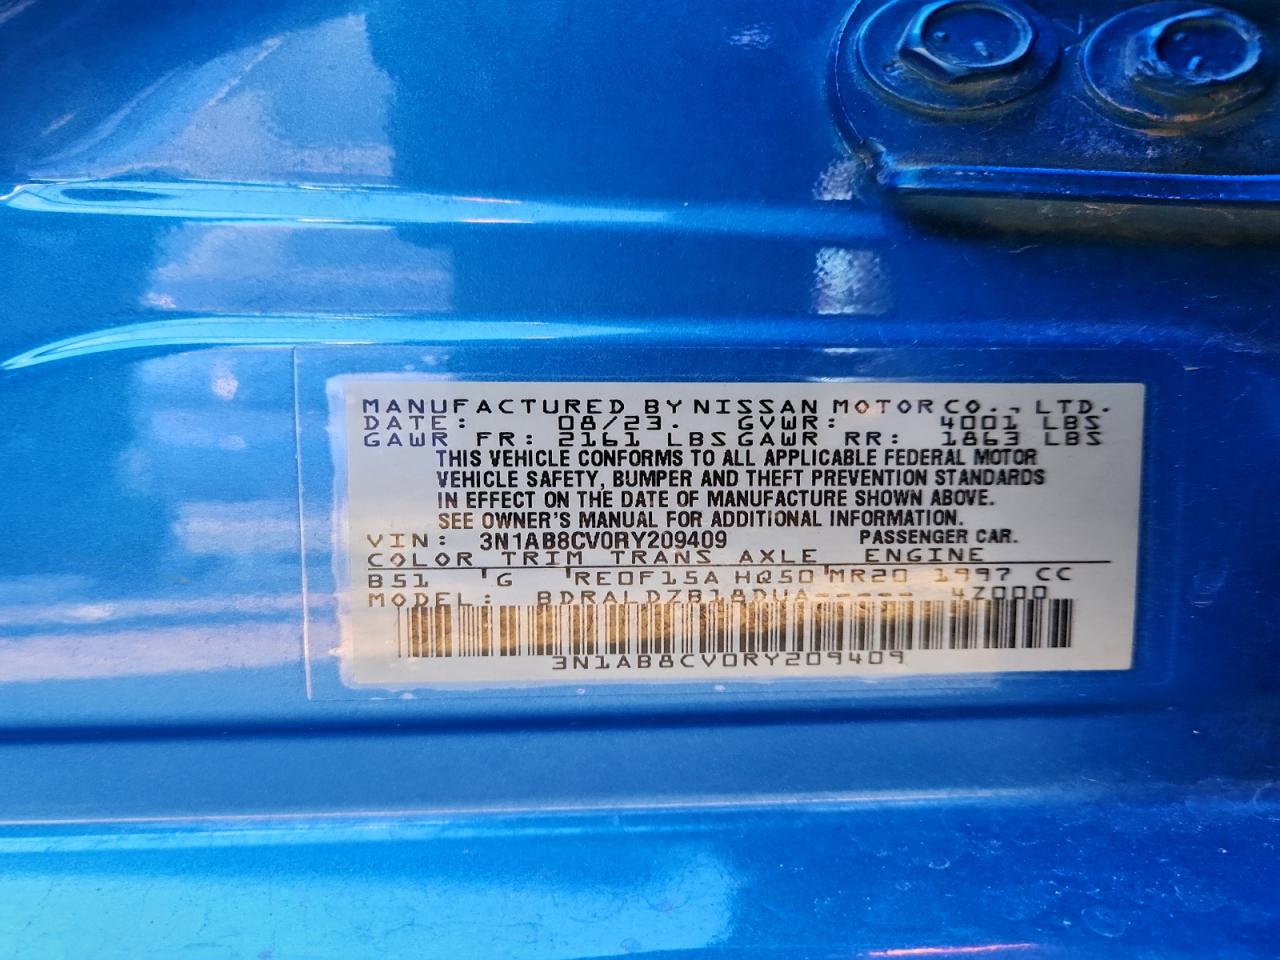 MANUFACTURED BY NISSAN MOTOR CO., LTD.
DATE: 08/23. GVWR: 4001 LBS
GAWR FR: 2161 LBS GAWR RR: 1863 LBS
THIS VEHICLE CONFORMS TO ALL APPLICABLE FEDERAL MOTOR
VEHICLE SAFETY, BUMPER AND THEFT PREVENTION STANDARDS
IN EFFECT ON THE DATE OF MANUFACTURE SHOWN ABOVE.
SEE OWNER'S MANUAL FOR ADDITIONAL INFORMATION.
VIN: 3N1AB8CV0RY209409 PASSENGER CAR.
COLOR TRIM TRANS AXLE ENGINE
B51 G RE0F15A HQ50 MR20 1997 CC
MODEL: BDRALDZB18DUA----- 4Z000
3N1AB8CV0RY209409